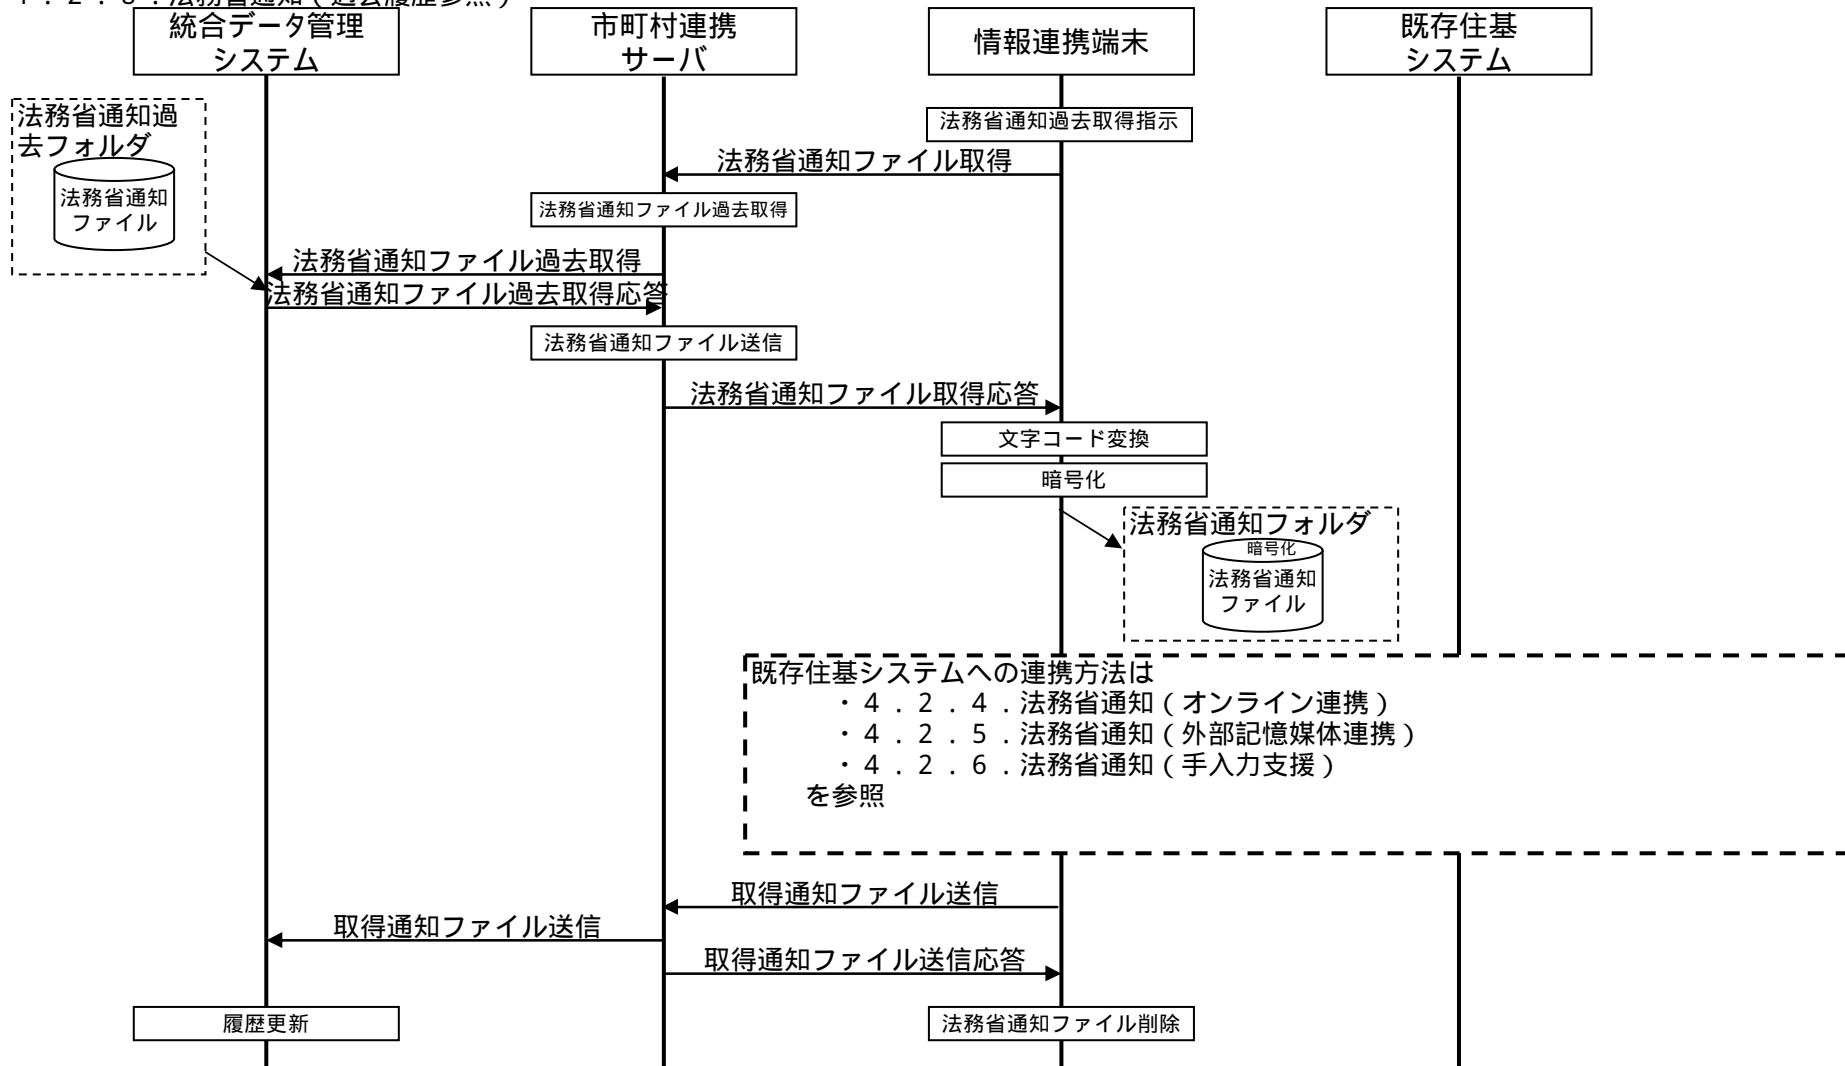 法務省通知（過去履歴参照）
統合データ管理
システム
市町村連携
サーバ
情報連携端末
既存住基
システム
法務省通知過
去フォルダ
法務省通知
ファイル
法務省通知過去取得指示
法務省通知ファイル取得
法務省通知ファイル過去取得
法務省通知ファイル過去取得
法務省通知ファイル過去取得応答
法務省通知ファイル送信
法務省通知ファイル取得応答
文字コード変換
暗号化
法務省通知フォルダ
暗号化
法務省通知
ファイル
既存住基システムへの連携方法は
・４．２．４．法務省通知（オンライン連携）
・４．２．５．法務省通知（外部記憶媒体連携）
・４．２．６．法務省通知（手入力支援）
を参照
取得通知ファイル送信
取得通知ファイル送信
取得通知ファイル送信応答
履歴更新
法務省通知ファイル削除